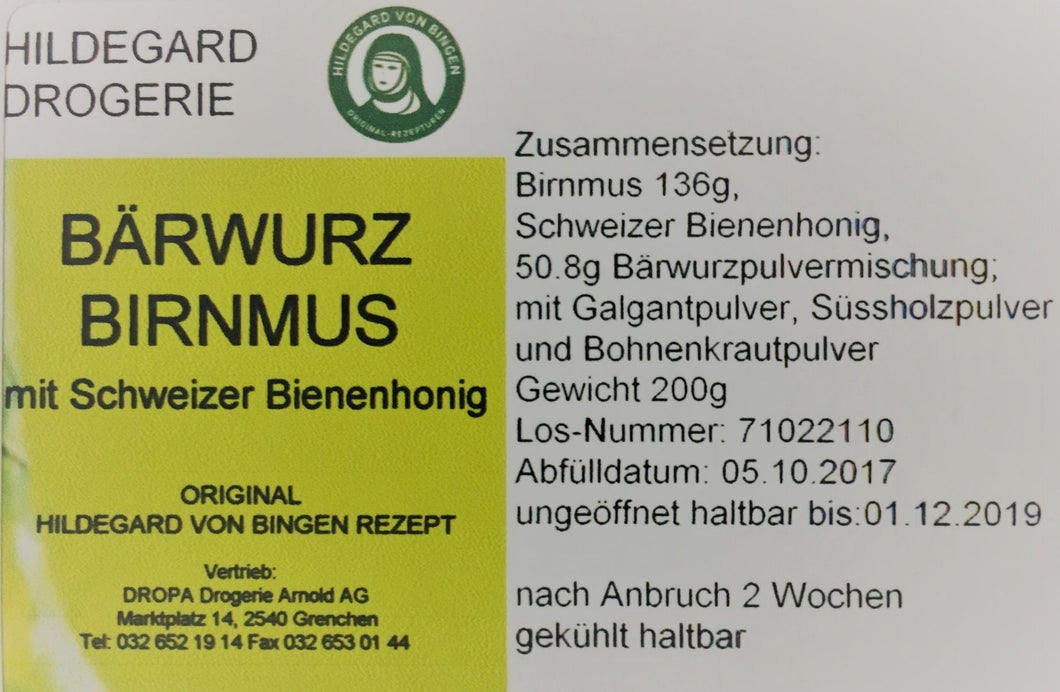 HILDEGARD
DROGERIE
HILDEGARD VON BINGEN
ORIGINAL-REZEPTUREN
BÄRWURZ
BIRNMUS
mit Schweizer Bienenhonig
ORIGINAL
HILDEGARD VON BINGEN REZEPT
Vertrieb:
DROPA Drogerie Arnold AG
Marktplatz 14, 2540 Grenchen
Tel: 032 652 19 14 Fax 032 653 01 44
Zusammensetzung:
Birnmus 136g,
Schweizer Bienenhonig,
50.8g Bärwurzpulvermischung;
mit Galgantpulver, Süssholzpulver
und Bohnenkrautpulver
Gewicht 200g
Los-Nummer: 71022110
Abfülldatum: 05.10.2017
ungeöffnet haltbar bis:01.12.2019
nach Anbruch 2 Wochen
gekühlt haltbar